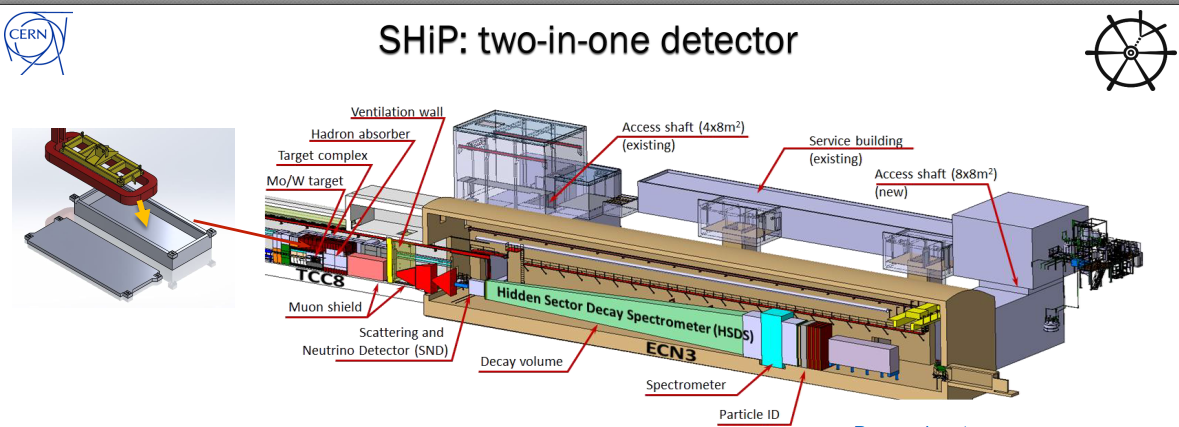 CERN
SHiP: two-in-one detector
Ventilation wall
Hadron absorber
Target complex
Mo/W target
Access shaft (4x8m²)
(existing)
Service building
(existing)
Access shaft (8x8m²)
(new)
TCC8
Muon shield
Scattering and
Neutrino Detector (SND)
Hidden Sector Decay Spectrometer (HSDS)
Decay volume
ECN3
Spectrometer
Particle ID